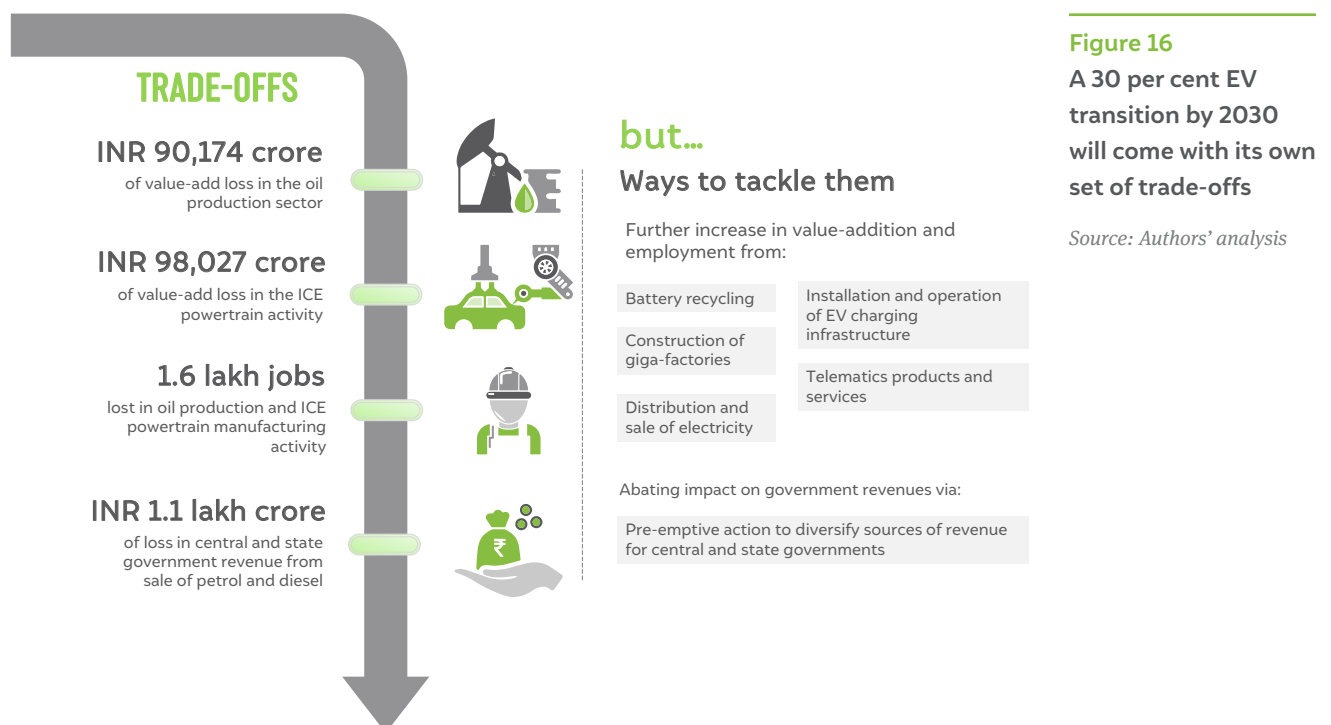 TRADE-OFFS
INR 90,174 crore
of value-add loss in the oil
production sector
INR 98,027 crore
of value-add loss in the ICE
powertrain activity
1.6 lakh jobs
lost in oil production and ICE
powertrain manufacturing
activity
INR 1.1 lakh crore
of loss in central and state
government revenue from
sale of petrol and diesel
₹
but...
Ways to tackle them
Further increase in value-addition and
employment from:
Battery recycling
Construction of
giga-factories
Distribution and
sale of electricity
Installation and operation
of EV charging
infrastructure
Telematics products and
services
Abating impact on government revenues via:
Pre-emptive action to diversify sources of revenue
for central and state governments
Figure 16
A 30 per cent EV
transition by 2030
will come with its own
set of trade-offs
Source: Authors' analysis